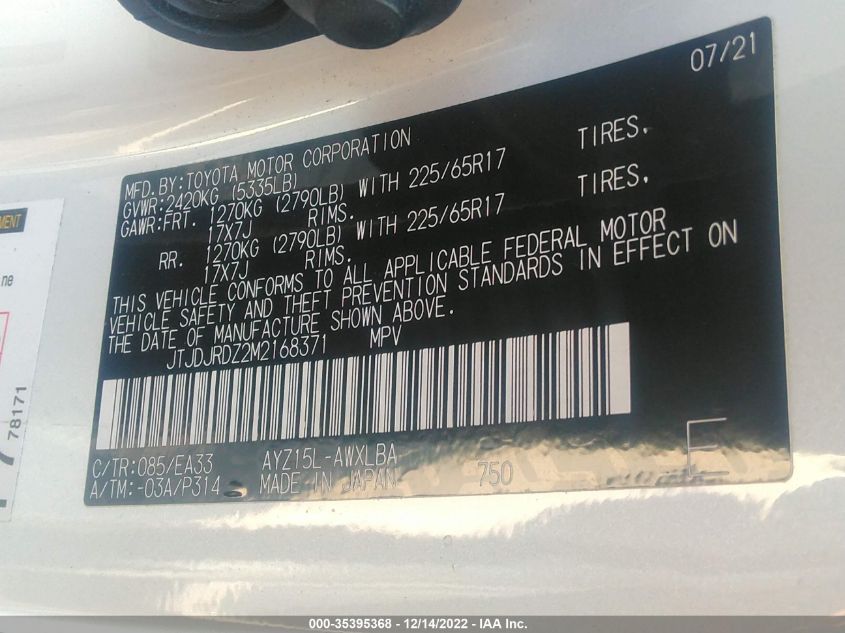 07/21
MFD.BY:TOYOTA MOTOR CORPORATION
GVWR:2420KG (5335LB)
GAWR:FRT. 1270KG (2790LB) WITH 225/65R17 TIRES.
17X7J RIMS.
RR. 1270KG (2790LB) WITH 225/65R17 TIRES,
17X7J RIMS.
THIS VEHICLE CONFORMS TO ALL APPLICABLE FEDERAL MOTOR
VEHICLE SAFETY AND THEFT PREVENTION STANDARDS IN EFFECT ON
THE DATE OF MANUFACTURE SHOWN ABOVE.
JTJDJRDZ2M2168371 MPV
C/TR:085/EA33 AYZ15L-AWXLBA
A/TM:-03A/P314 MADE IN JAPAN 750 E
78171
000-35395368 - 12/14/2022 - IAA Inc.